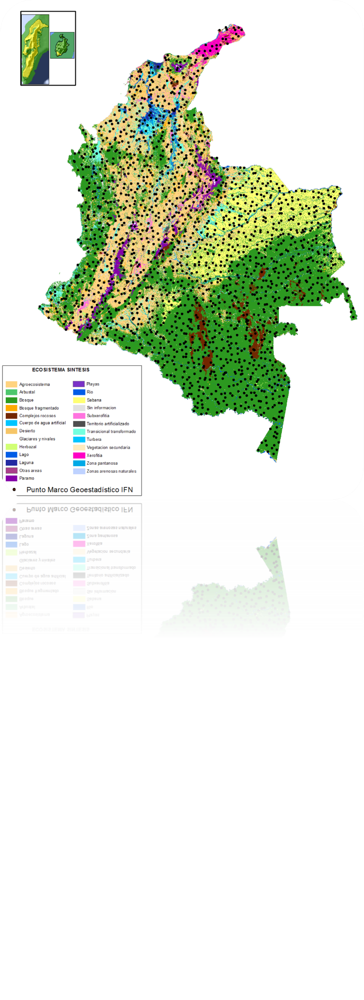 ECOSISTEMA SINTESIS
Agroecosistema
Arbustal
Bosque
Bosque fragmentado
Complejos rocosos
Cuerpo de agua artificial
Desierto
Glaciares y nivales
Herbazal
Lago
Laguna
Otras areas
Paramo
Playas
Rio
Sabana
Sin informacion
Subxerofitia
Territorio artificializado
Transicional transformado
Turbera
Vegetacion secundaria
Xerofitia
Zona pantanosa
Zonas arenosas naturales
Punto Marco Geoestadístico IFN